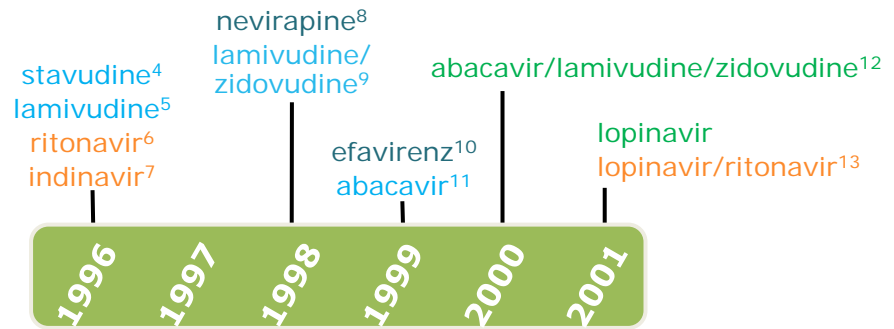 stavudine⁴
lamivudine⁵
ritonavir⁶
indinavir⁷
nevirapine⁸
lamivudine/
zidovudine⁹
efavirenz¹⁰
abacavir¹¹
abacavir/lamivudine/zidovudine¹²
lopinavir
lopinavir/ritonavir¹³
1996
1997
1998
1999
2000
2001